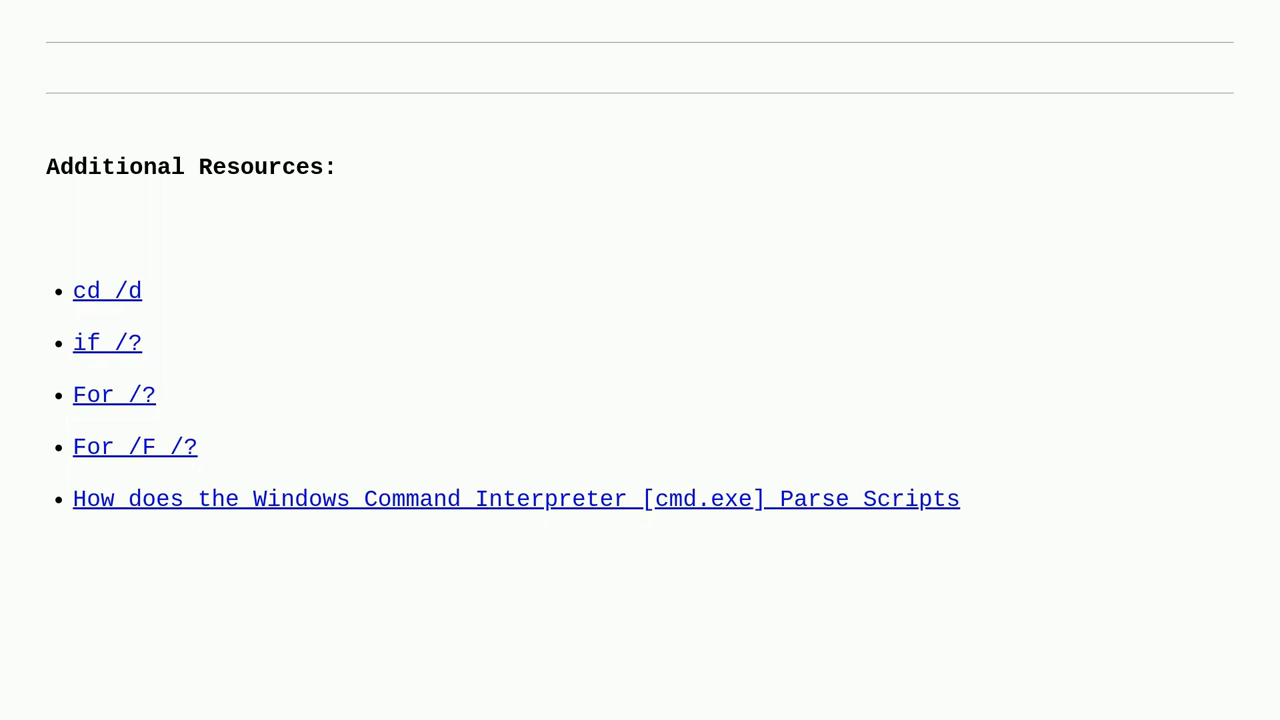 Additional Resources:
cd /d
if /?
For /?
For /F /?
How does the Windows Command Interpreter [cmd.exe] Parse Scripts